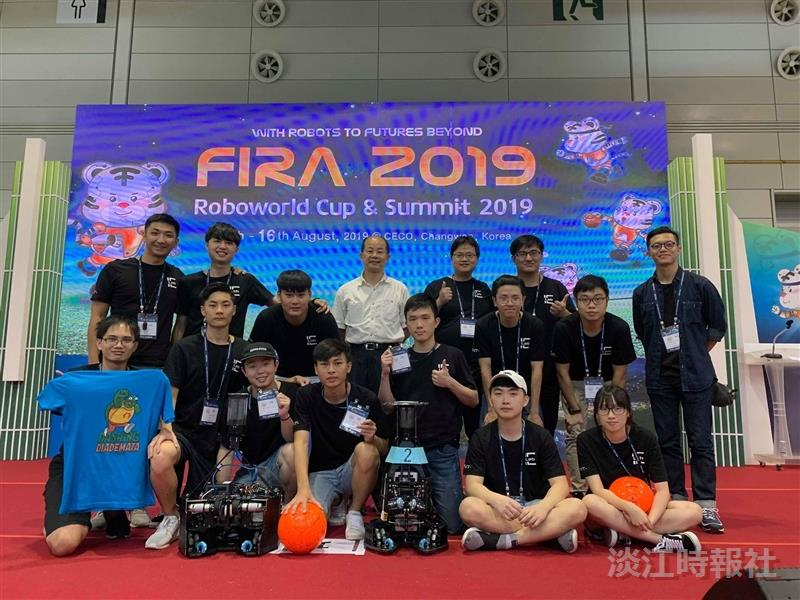 WITH ROBOTS TO FUTURES BEYOND
FIRA 2019
Roboworld Cup & Summit 2019
- 16th August, 2019 @ CECO, Changwon, Korea
DASHING
DIADEMATA
2
淡江時報社